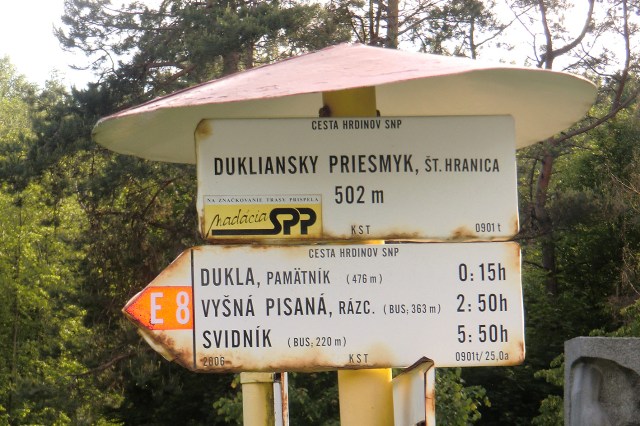 CESTA HRDINOV SNP
DUKLIANSKY PRIESMYK, ŠT. HRANICA
502 m
NA ZNAČKOVANIE TRASY PRISPELA
Nadácia SPP
KST 0901 t
CESTA HRDINOV SNP
DUKLA, PAMÄTNÍK (476 m) 0:15h
E 8 VYŠNÁ PISANÁ, RÁZC. (BUS; 363 m) 2:50h
SVIDNÍK (BUS; 220 m) 5:50h
2806 KST 0901t/25,0a